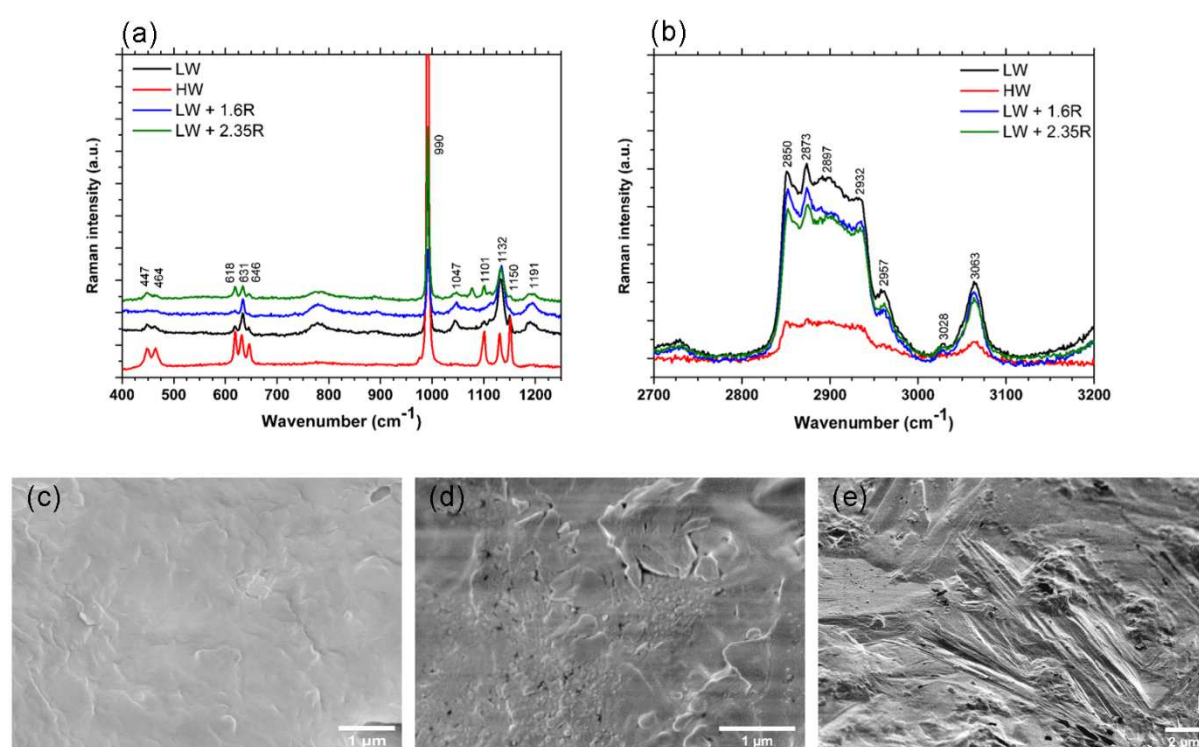 (a)
LW
HW
LW + 1.6R
LW + 2.35R
990
447
464
618
631
646
1047
1101
1132
1150
1191
Raman intensity (a.u.)
400 500 600 700 800 900 1000 1100 1200
Wavenumber (cm⁻¹)
(b)
LW
HW
LW + 1.6R
LW + 2.35R
2850
2873
2897
2932
2957
3028
3063
Raman intensity (a.u.)
2700 2800 2900 3000 3100 3200
Wavenumber (cm⁻¹)
(c)
1 µm
(d)
1 µm
(e)
2 µm